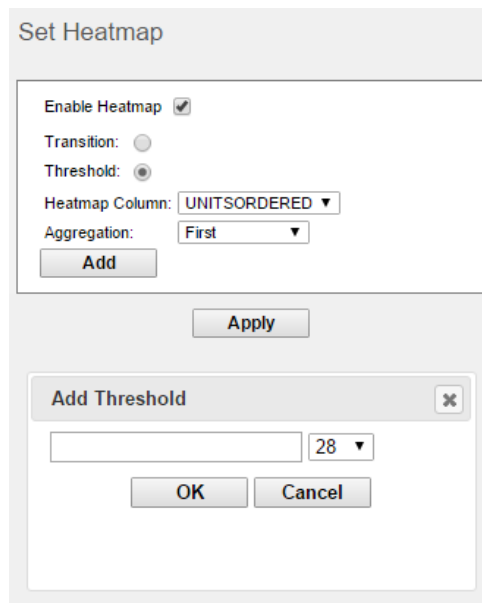 Set Heatmap
Enable Heatmap
Transition:
Threshold:
Heatmap Column: UNITSORDERED
Aggregation: First
Add
Apply
Add Threshold
28
OK Cancel